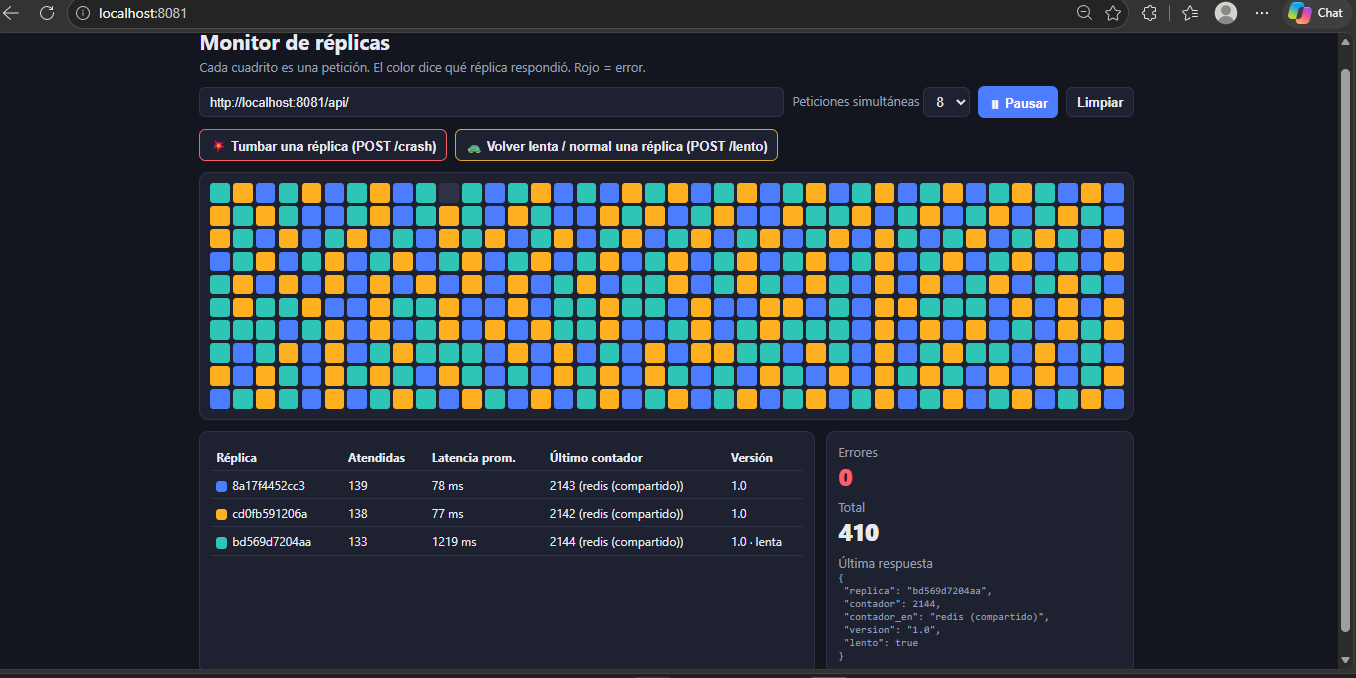 localhost:8081
Chat
Monitor de réplicas
Cada cuadrito es una petición. El color dice qué réplica respondió. Rojo = error.
http://localhost:8081/api/
Peticiones simultáneas
8
Pausar
Limpiar
Tumbar una réplica (POST /crash)
Volver lenta / normal una réplica (POST /lento)
Réplica Atendidas Latencia prom. Último contador Versión
8a17f4452cc3 139 78 ms 2143 (redis (compartido)) 1.0
cd0fb591206a 138 77 ms 2142 (redis (compartido)) 1.0
bd569d7204aa 133 1219 ms 2144 (redis (compartido)) 1.0 · lenta
Errores
0
Total
410
Última respuesta
{
"replica": "bd569d7204aa",
"contador": 2144,
"contador_en": "redis (compartido)",
"version": "1.0",
"lento": true
}